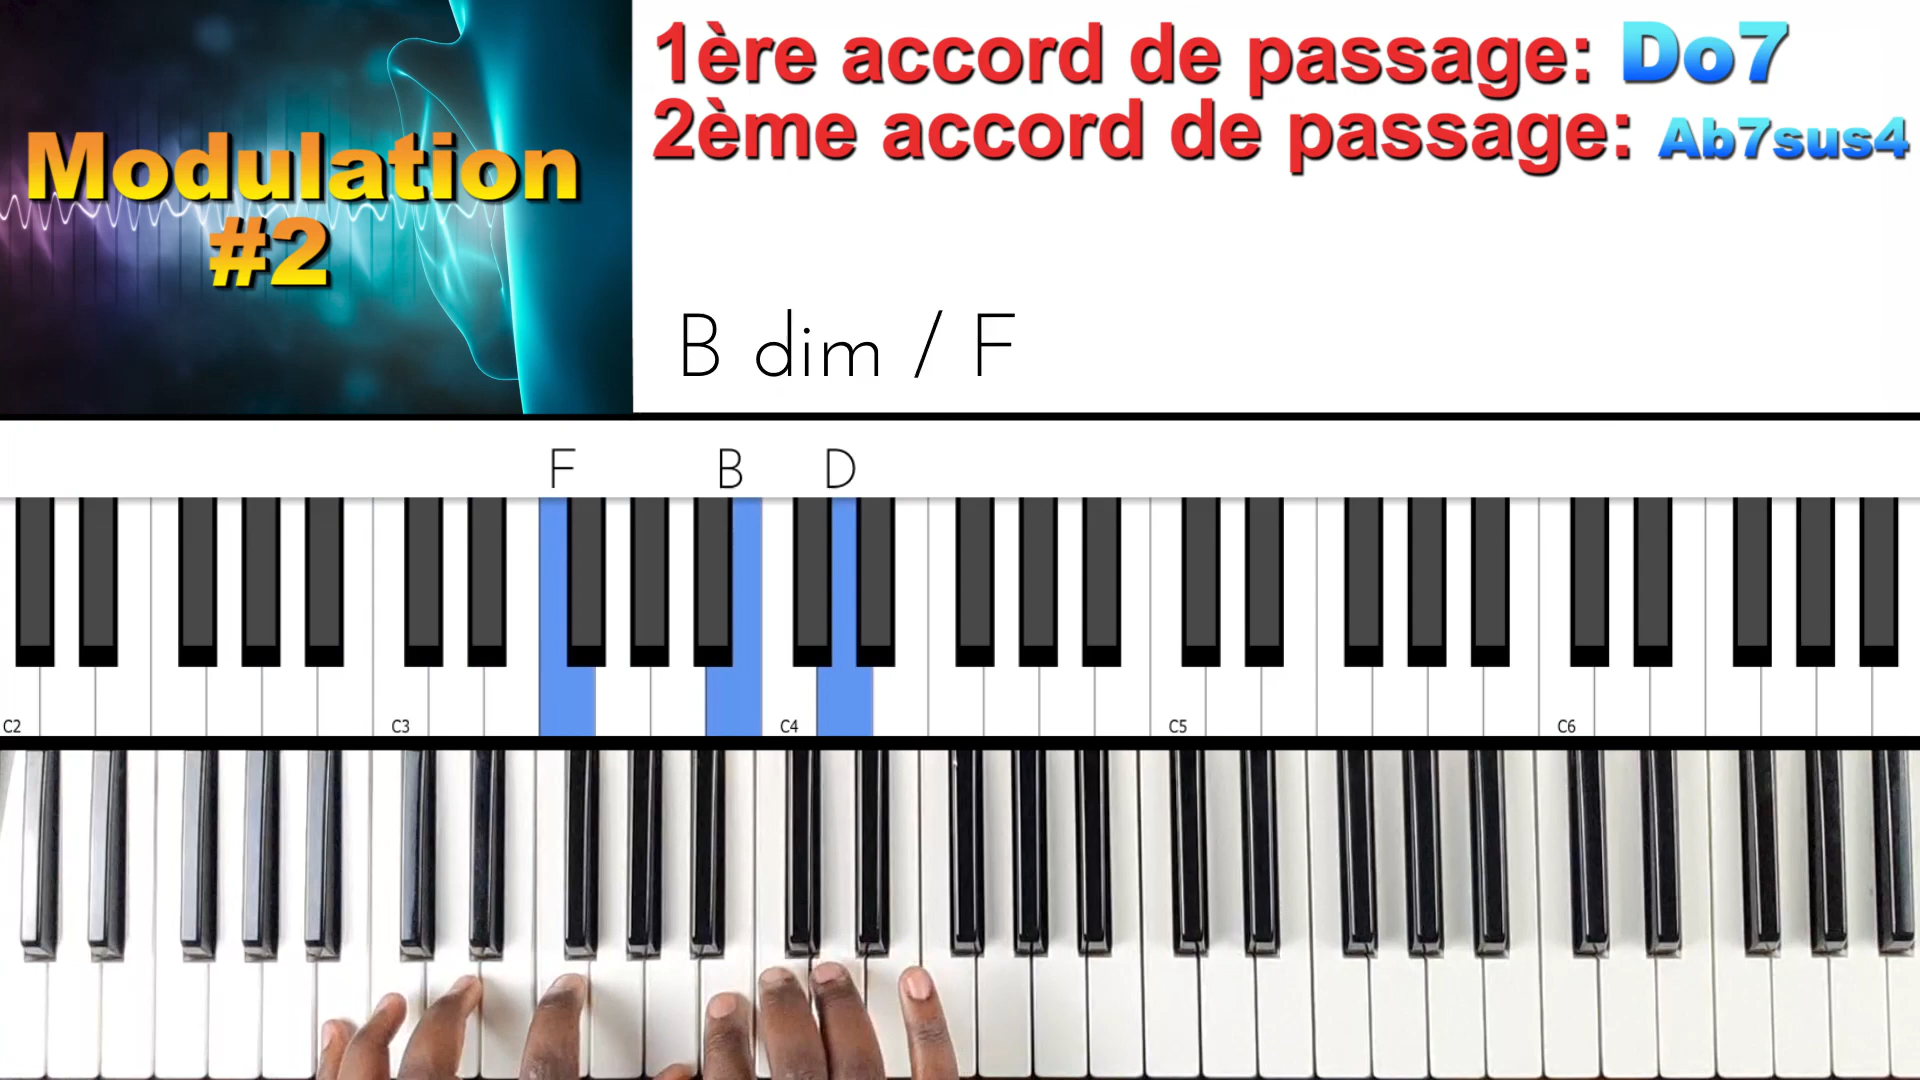 Modulation
#2
1ère accord de passage: Do7
2ème accord de passage: Ab7sus4
B dim / F
F B D
C2 C3 C4 C5 C6